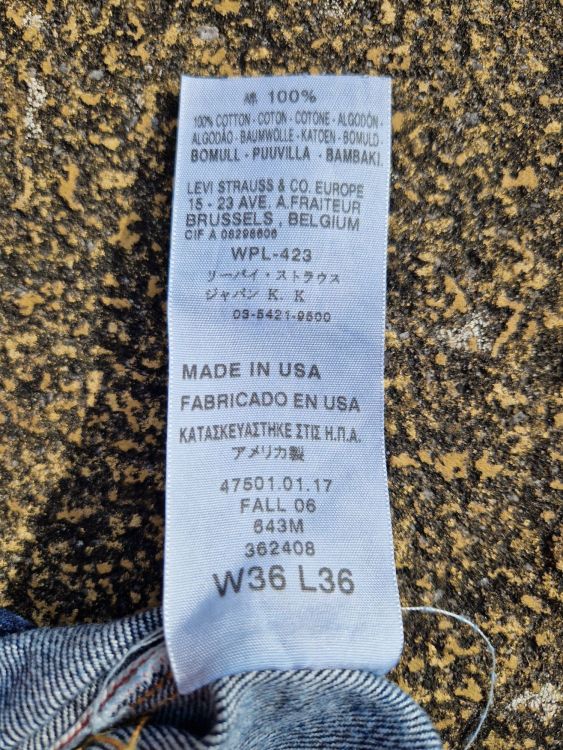 綿 100%
100% COTTON - COTON - COTONE - ALGODÓN -
ALGODÃO - BAUMWOLLE - KATOEN - BOMULD -
BOMULL - PUUVILLA - BAMBAKI.
LEVI STRAUSS & CO. EUROPE
15 - 23 AVE, A.FRAITEUR
BRUSSELS , BELGIUM
CIF A 08298606
WPL-423
リーバイ・ストラウス
ジャパン K. K
03-5421-9500
MADE IN USA
FABRICADO EN USA
ΚΑΤΑΣΚΕΥΑΣΤΗΚΕ ΣΤΙΣ Η.Π.Α.
アメリカ製
47501.01.17
FALL 06
643M
362408
W36 L36